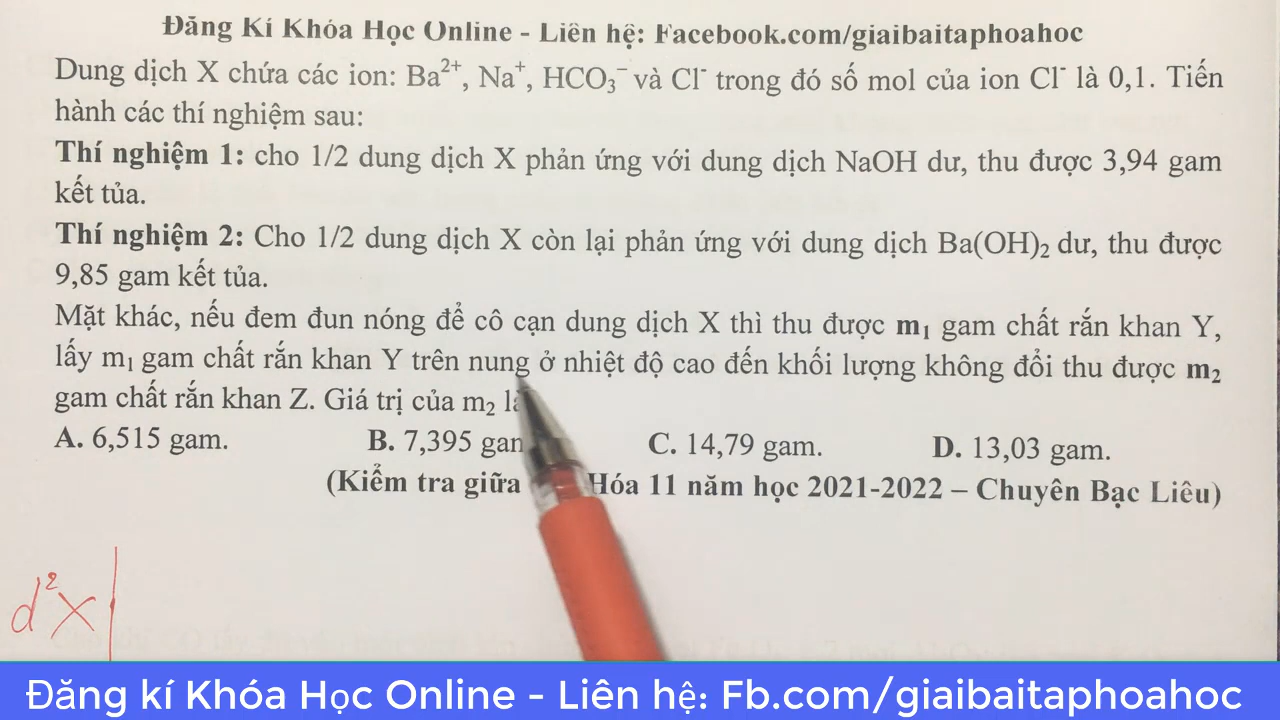 Đăng Kí Khóa Học Online - Liên hệ: Facebook.com/giaibaitaphoahoc
Dung dịch X chứa các ion: Ba²⁺, Na⁺, HCO₃⁻ và Cl⁻ trong đó số mol của ion Cl⁻ là 0,1. Tiến
hành các thí nghiệm sau:
Thí nghiệm 1: cho 1/2 dung dịch X phản ứng với dung dịch NaOH dư, thu được 3,94 gam
kết tủa.
Thí nghiệm 2: Cho 1/2 dung dịch X còn lại phản ứng với dung dịch Ba(OH)₂ dư, thu được
9,85 gam kết tủa.
Mặt khác, nếu đem đun nóng để cô cạn dung dịch X thì thu được m₁ gam chất rắn khan Y,
lấy m₁ gam chất rắn khan Y trên nung ở nhiệt độ cao đến khối lượng không đổi thu được m₂
gam chất rắn khan Z. Giá trị của m₂
A. 6,515 gam. B. 7,395 C. 14,79 gam. D. 13,03 gam.
(Kiểm tra giữa Hóa 11 năm học 2021-2022 – Chuyên Bạc Liêu)
d²X
Đăng kí Khóa Học Online - Liên hệ: Fb.com/giaibaitaphoahoc